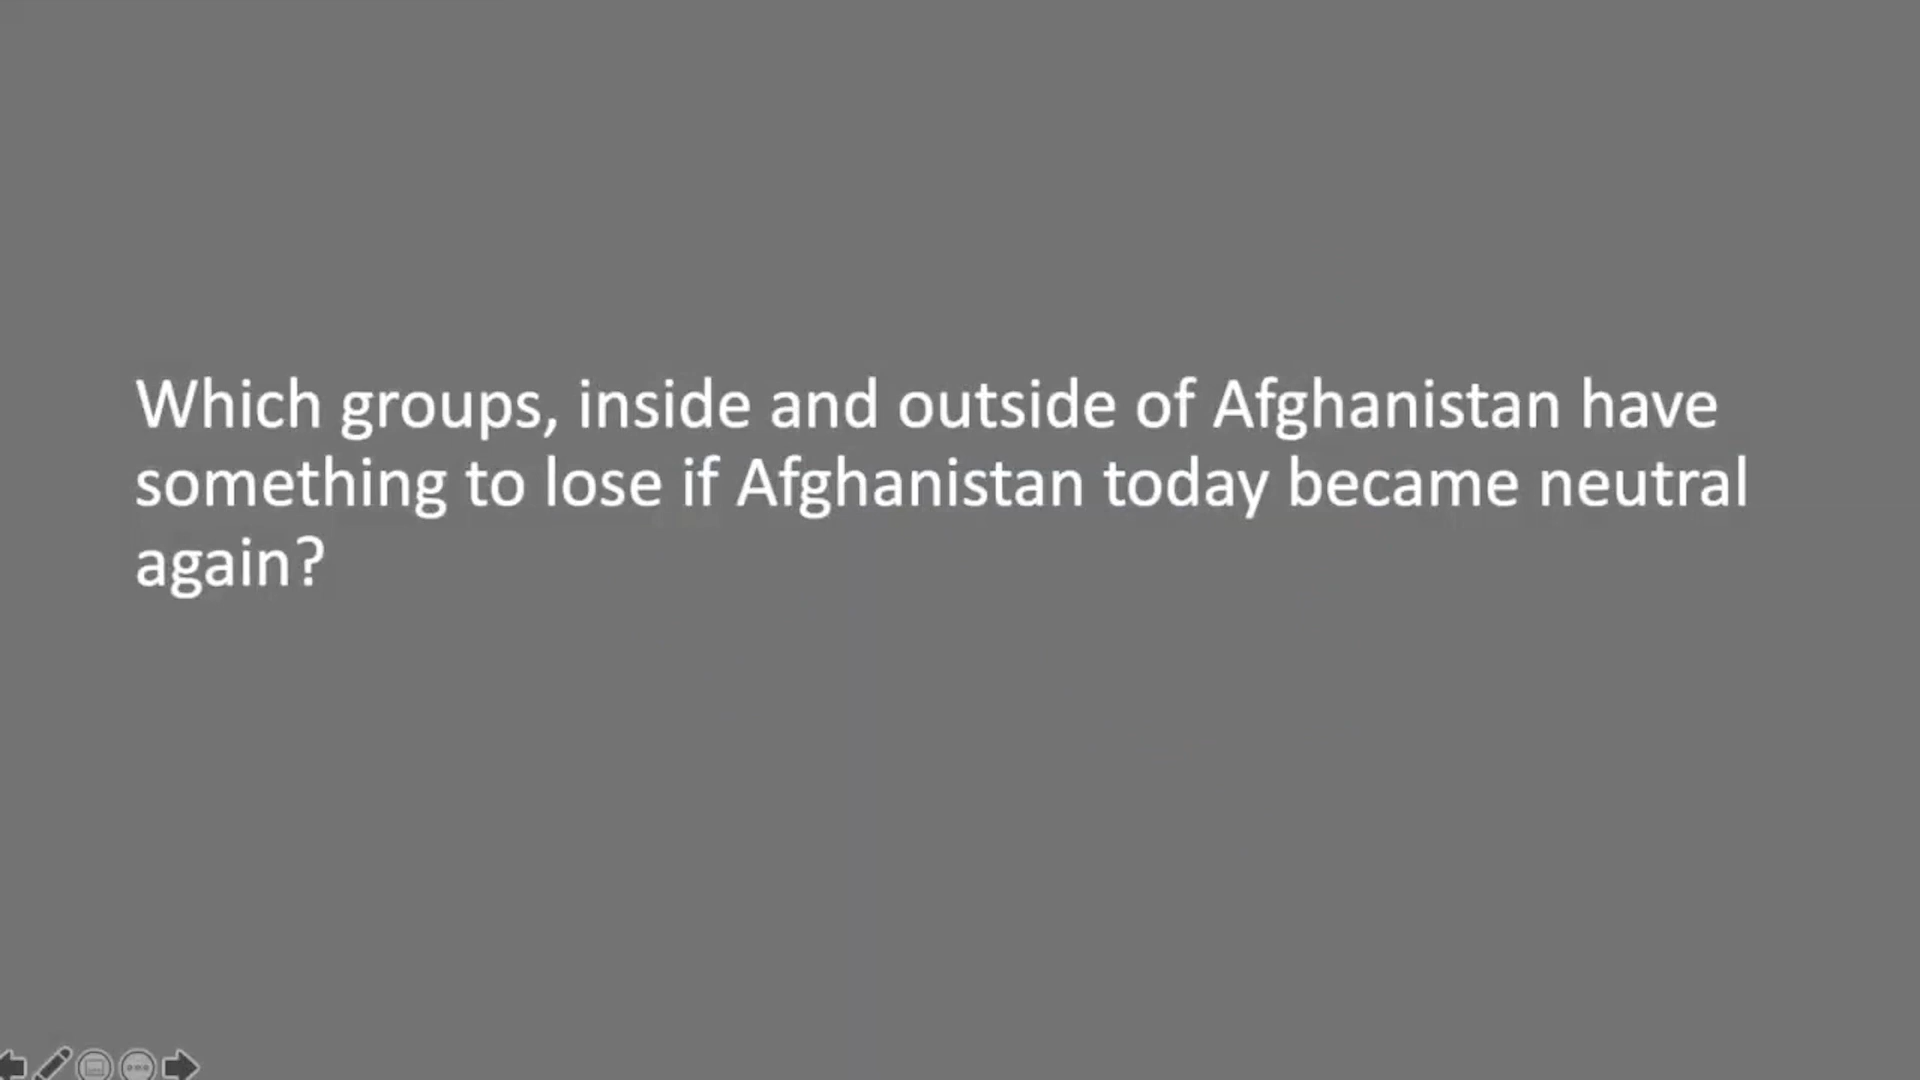 Which groups, inside and outside of Afghanistan have
something to lose if Afghanistan today became neutral
again?